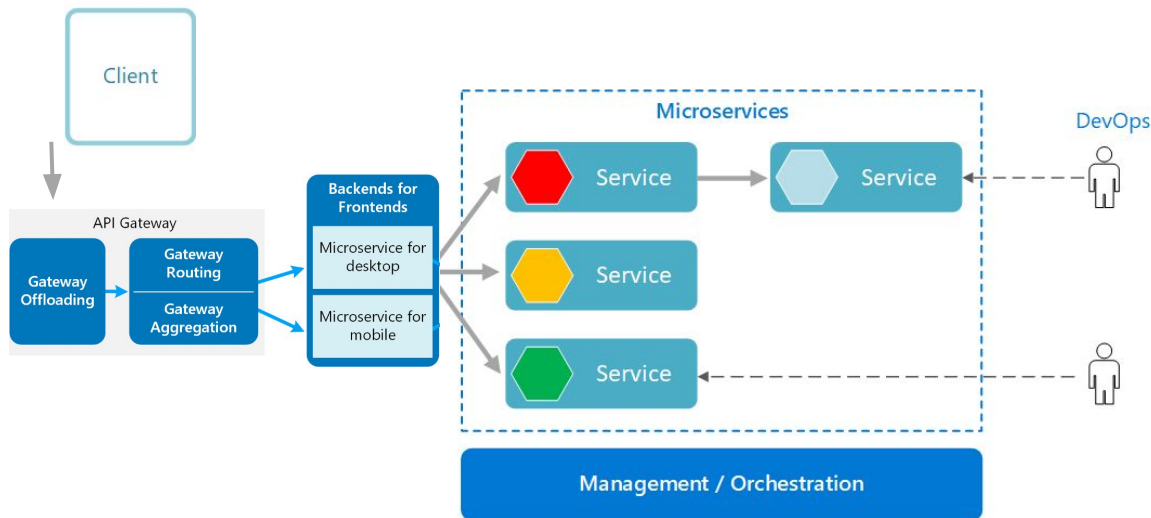 Client
API Gateway
Gateway
Offloading
Gateway
Routing
Gateway
Aggregation
Backends for
Frontends
Microservice for
desktop
Microservice for
mobile
Microservices
Service
Service
Service
Service
DevOps
Management / Orchestration